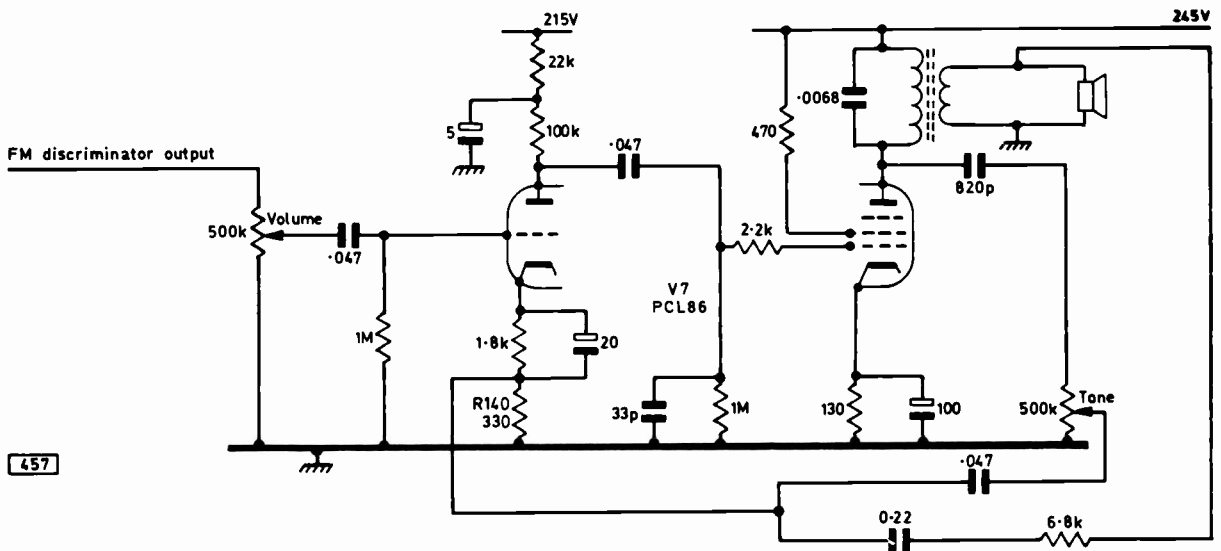 215V
245V
22k
.0068
5
100k
470
FM discriminator output
.047
820p
Volume
500k
.047
2.2k
V7
PCL86
1M
1.8k
20
R140
330
33p
1M
130
100
500k
Tone
457
.047
0.22
6.8k